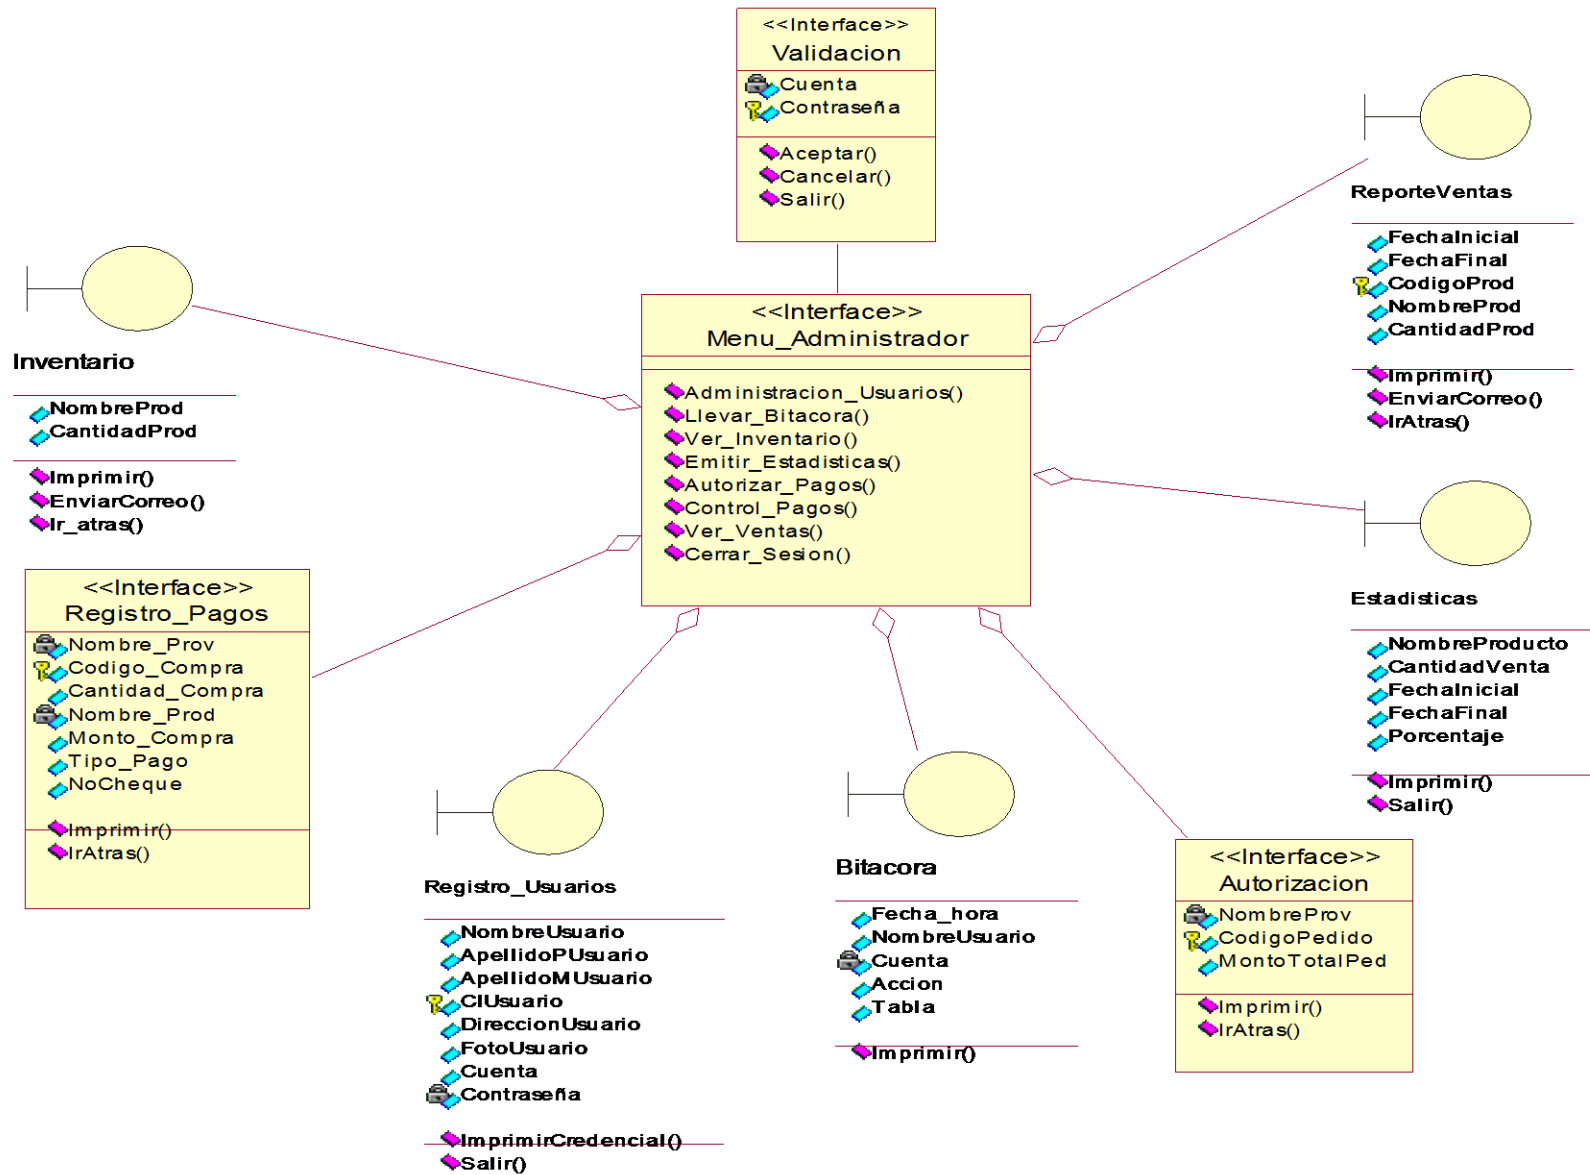 <<Interface>>
Validacion
Cuenta
Contraseña
Aceptar()
Cancelar()
Salir()
ReporteVentas
FechaInicial
FechaFinal
CodigoProd
NombreProd
CantidadProd
Imprimir()
EnviarCorreo()
IrAtras()
Inventario
NombreProd
CantidadProd
Imprimir()
EnviarCorreo()
Ir_atras()
<<Interface>>
Menu_Administrador
Administracion_Usuarios()
Llevar_Bitacora()
Ver_Inventario()
Emitir_Estadisticas()
Autorizar_Pagos()
Control_Pagos()
Ver_Ventas()
Cerrar_Sesion()
Estadisticas
NombreProducto
CantidadVenta
FechaInicial
FechaFinal
Porcentaje
Imprimir()
Salir()
<<Interface>>
Registro_Pagos
Nombre_Prov
Codigo_Compra
Cantidad_Compra
Nombre_Prod
Monto_Compra
Tipo_Pago
NoCheque
Imprimir()
IrAtras()
Registro_Usuarios
NombreUsuario
ApellidoPUsuario
ApellidoMUsuario
CIUsuario
DireccionUsuario
FotoUsuario
Cuenta
Contraseña
ImprimirCredencial()
Salir()
Bitacora
Fecha_hora
NombreUsuario
Cuenta
Accion
Tabla
Imprimir()
<<Interface>>
Autorizacion
NombreProv
CodigoPedido
MontoTotalPed
Imprimir()
IrAtras()